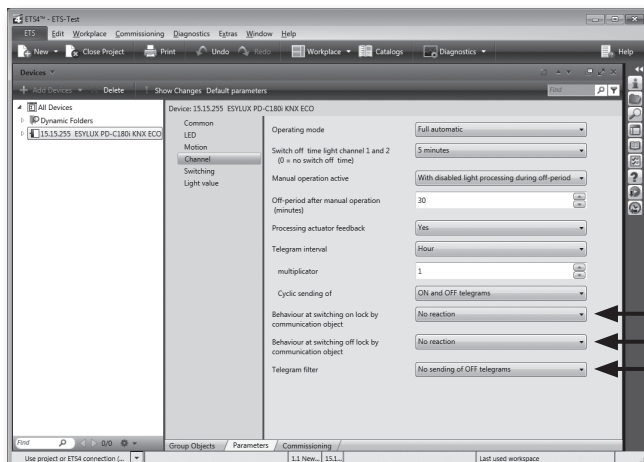 ETS4™ - ETS-Test
ETS Edit Workplace Commissioning Diagnostics Extras Window Help
New Close Project Print Undo Redo Workplace Catalogs Diagnostics Help
Devices
Add Devices Delete Show Changes Default parameters Find
All Devices
Dynamic Folders
15.15.255 ESYLUX PD-C180i KNX ECO
Device: 15.15.255 ESYLUX PD-C180i KNX ECO
Common
LED
Motion
Channel
Switching
Light value
Operating mode Full automatic
Switch off time light channel 1 and 2 5 minutes
(0 = no switch off time)
Manual operation active With disabled light processing during off-period
Off-period after manual operation 30
(minutes)
Processing actuator feedback Yes
Telegram interval Hour
multiplicator 1
Cyclic sending of ON and OFF telegrams
Behaviour at switching on lock by No reaction
communication object
Behaviour at switching off lock by No reaction
communication object
Telegram filter No sending of OFF telegrams
Find 0/0
Group Objects Parameters Commissioning
Use project or ETS4 connection (... 1.1 New... 15.1... Last used workspace